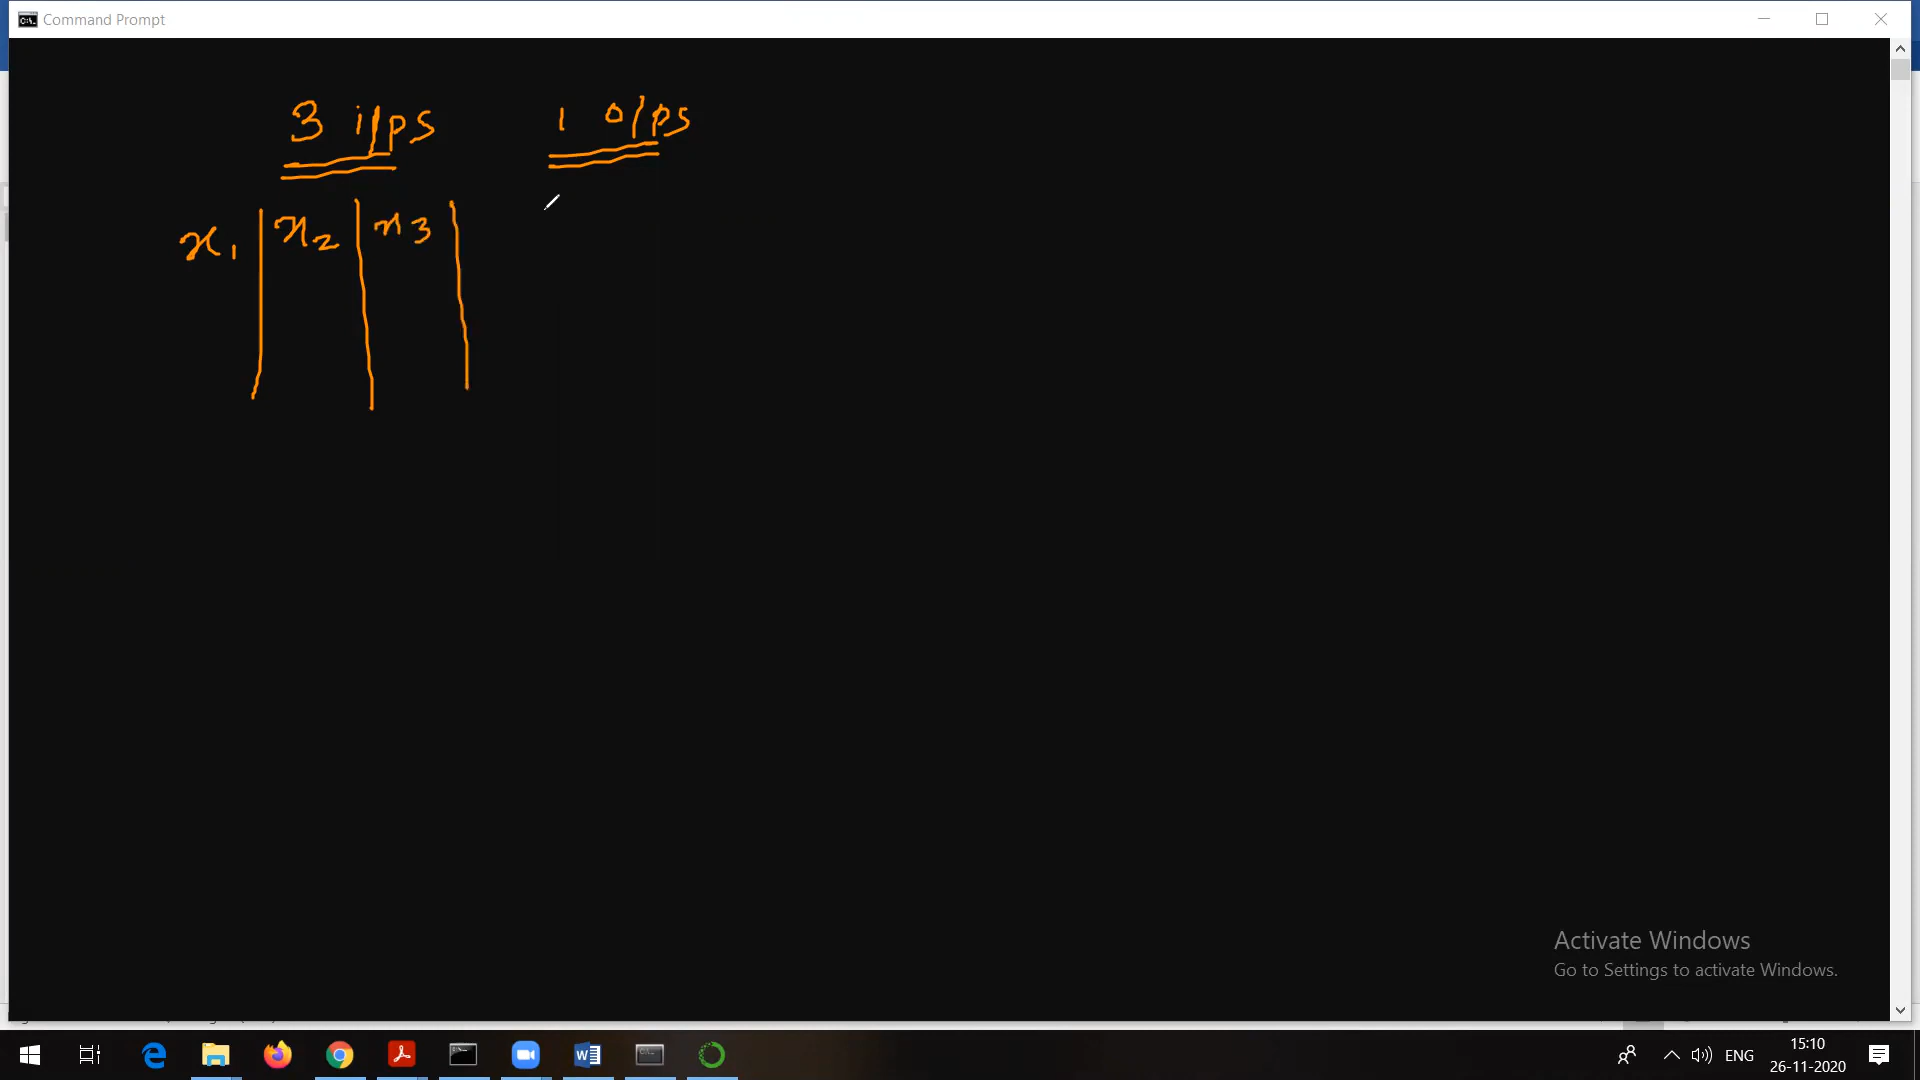 Command Prompt
3 i/ps 1 o/ps
x1 x2 x3
Activate Windows
Go to Settings to activate Windows.
ENG
15:10
26-11-2020